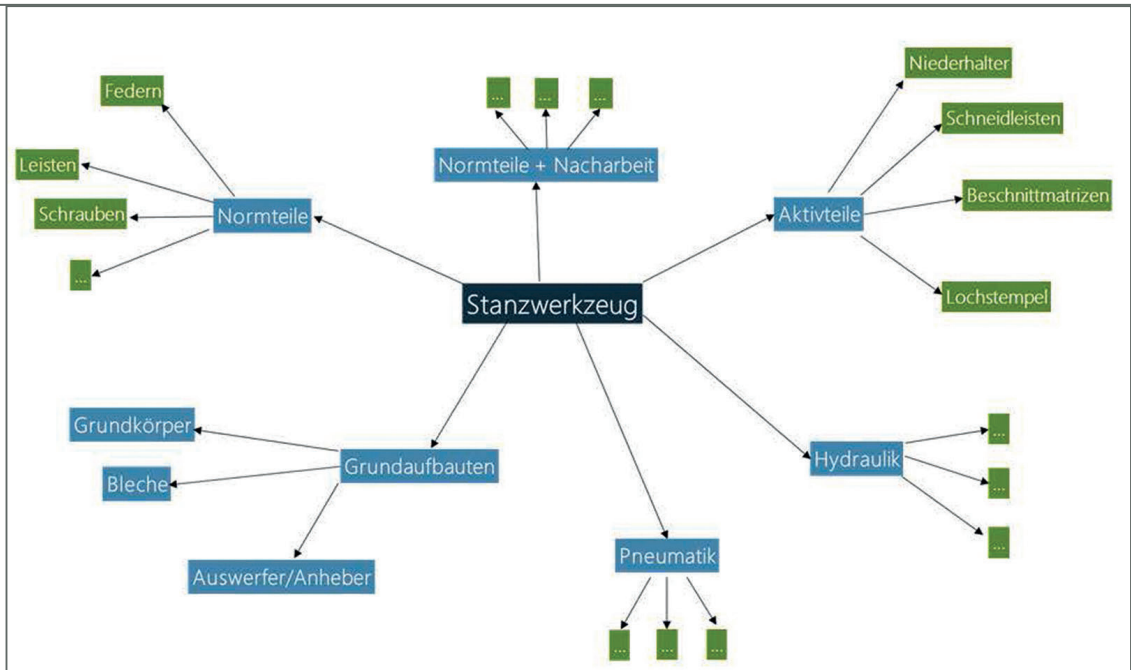 Niederhalter
Federn
...
...
...
Schneidleisten
Leisten
Normteile + Nacharbeit
Beschnittmatrizen
Schrauben
Normteile
Aktivteile
...
Stanzwerkzeug
Lochstempel
Grundkörper
...
Grundaufbauten
Hydraulik
Bleche
...
...
Pneumatik
Auswerfer/Anheber
...
...
...